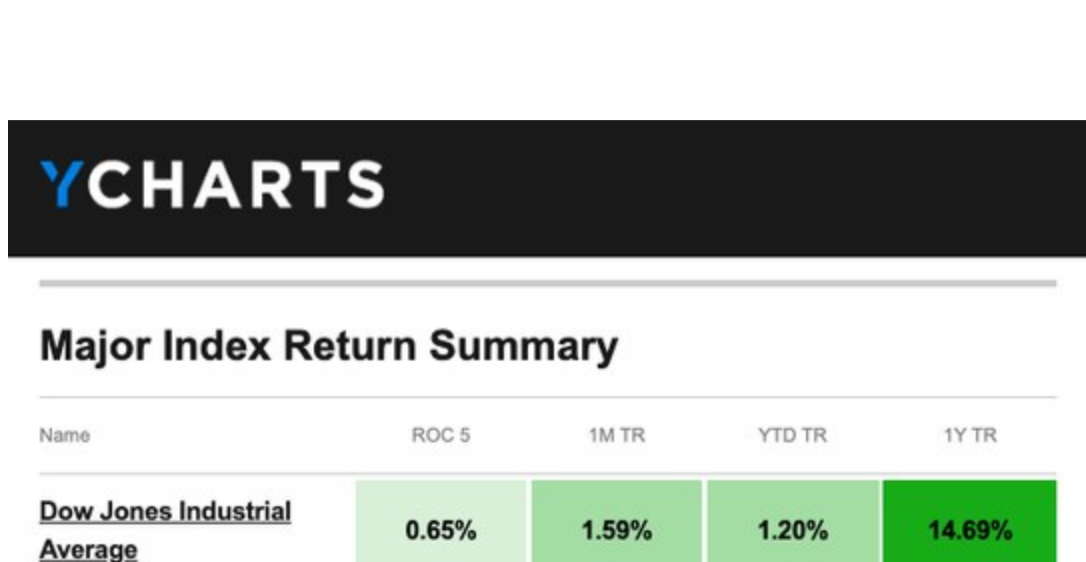 YCHARTS
Major Index Return Summary
Name ROC 5 1M TR YTD TR 1Y TR
Dow Jones Industrial
Average 0.65% 1.59% 1.20% 14.69%